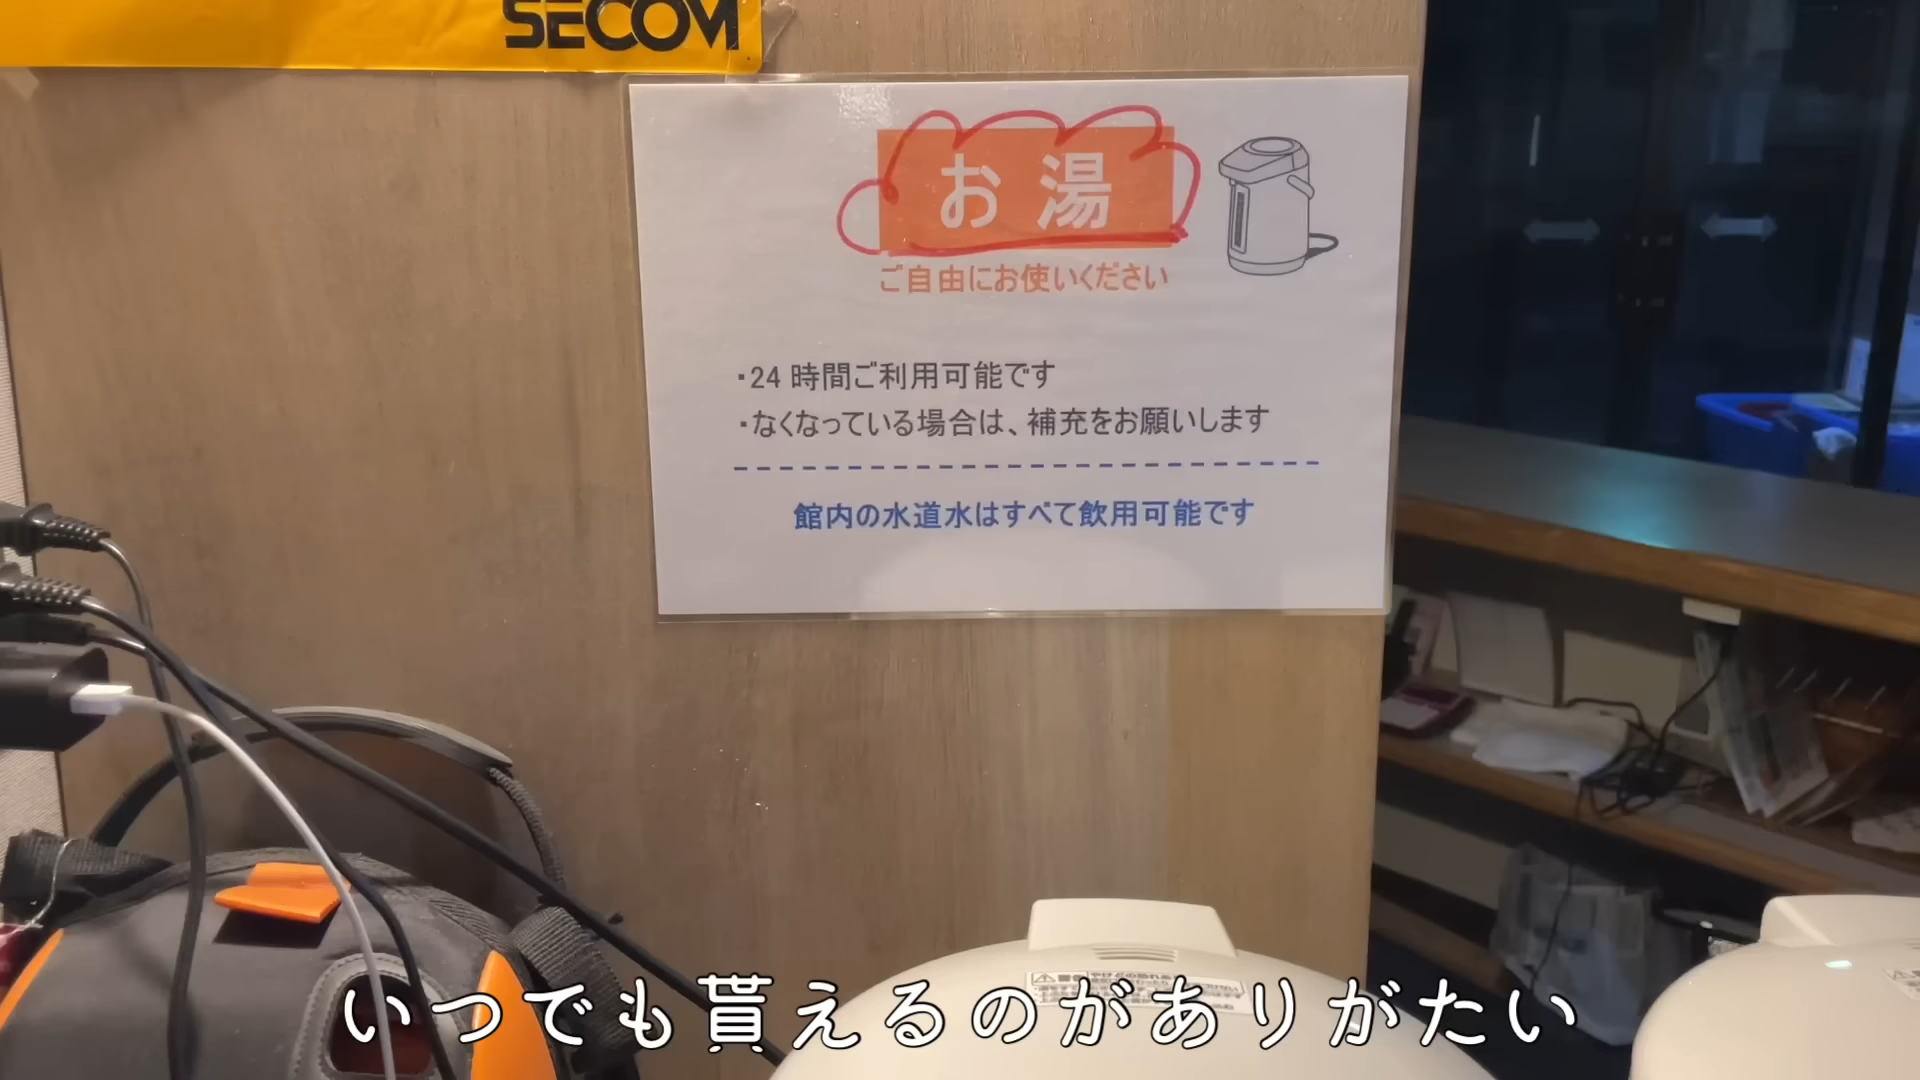 SECOM
お湯
ご自由にお使いください
・24時間ご利用可能です
・なくなっている場合は、補充をお願いします
館内の水道水はすべて飲用可能です
いつでも貰えるのがありがたい